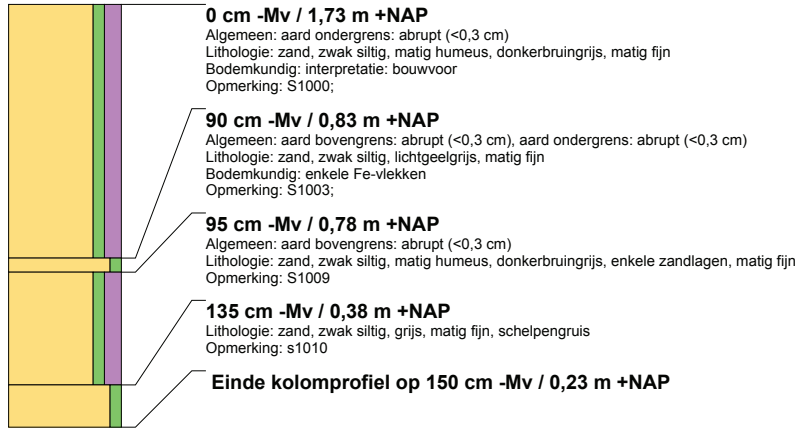 0 cm -Mv / 1,73 m +NAP
Algemeen: aard ondergrens: abrupt (<0,3 cm)
Lithologie: zand, zwak siltig, matig humeus, donkerbruingrijs, matig fijn
Bodemkundig: interpretatie: bouwvoor
Opmerking: S1000;
90 cm -Mv / 0,83 m +NAP
Algemeen: aard bovengrens: abrupt (<0,3 cm), aard ondergrens: abrupt (<0,3 cm)
Lithologie: zand, zwak siltig, lichtgeelgrijs, matig fijn
Bodemkundig: enkele Fe-vlekken
Opmerking: S1003;
95 cm -Mv / 0,78 m +NAP
Algemeen: aard bovengrens: abrupt (<0,3 cm)
Lithologie: zand, zwak siltig, matig humeus, donkerbruingrijs, enkele zandlagen, matig fijn
Opmerking: S1009
135 cm -Mv / 0,38 m +NAP
Lithologie: zand, zwak siltig, grijs, matig fijn, schelpengruis
Opmerking: s1010
Einde kolomprofiel op 150 cm -Mv / 0,23 m +NAP